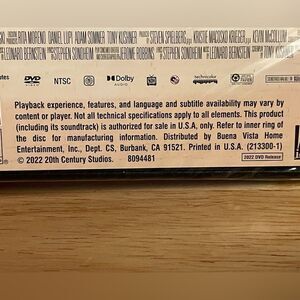 RITA MORENO DANIEL LUPI ADAM SOMNER TONY KUSHNER STEVEN SPIELBERG, KRISTIE MACOSKO KRIEGER, KEVIN McCOLLUM
LEONARD BERNSTEIN STEPHEN SONDHEIM JEROME ROBBINS STEPHEN SONDHEIM LEONARD BERNSTEIN TONY KUSHNER
DVD NTSC Dolby AUDIO technicolor
Playback experience, features, and language and subtitle availability may vary by
content or player. Not all technical specifications apply to all elements. This product
(including its soundtrack) is authorized for sale in U.S.A. only. Refer to inner ring of
the disc for manufacturing information. Distributed by Buena Vista Home
Entertainment, Inc., Dept. CS, Burbank, CA 91521. Printed in U.S.A. (213300-1)
© 2022 20th Century Studios. 8094481
2022 DVD Release